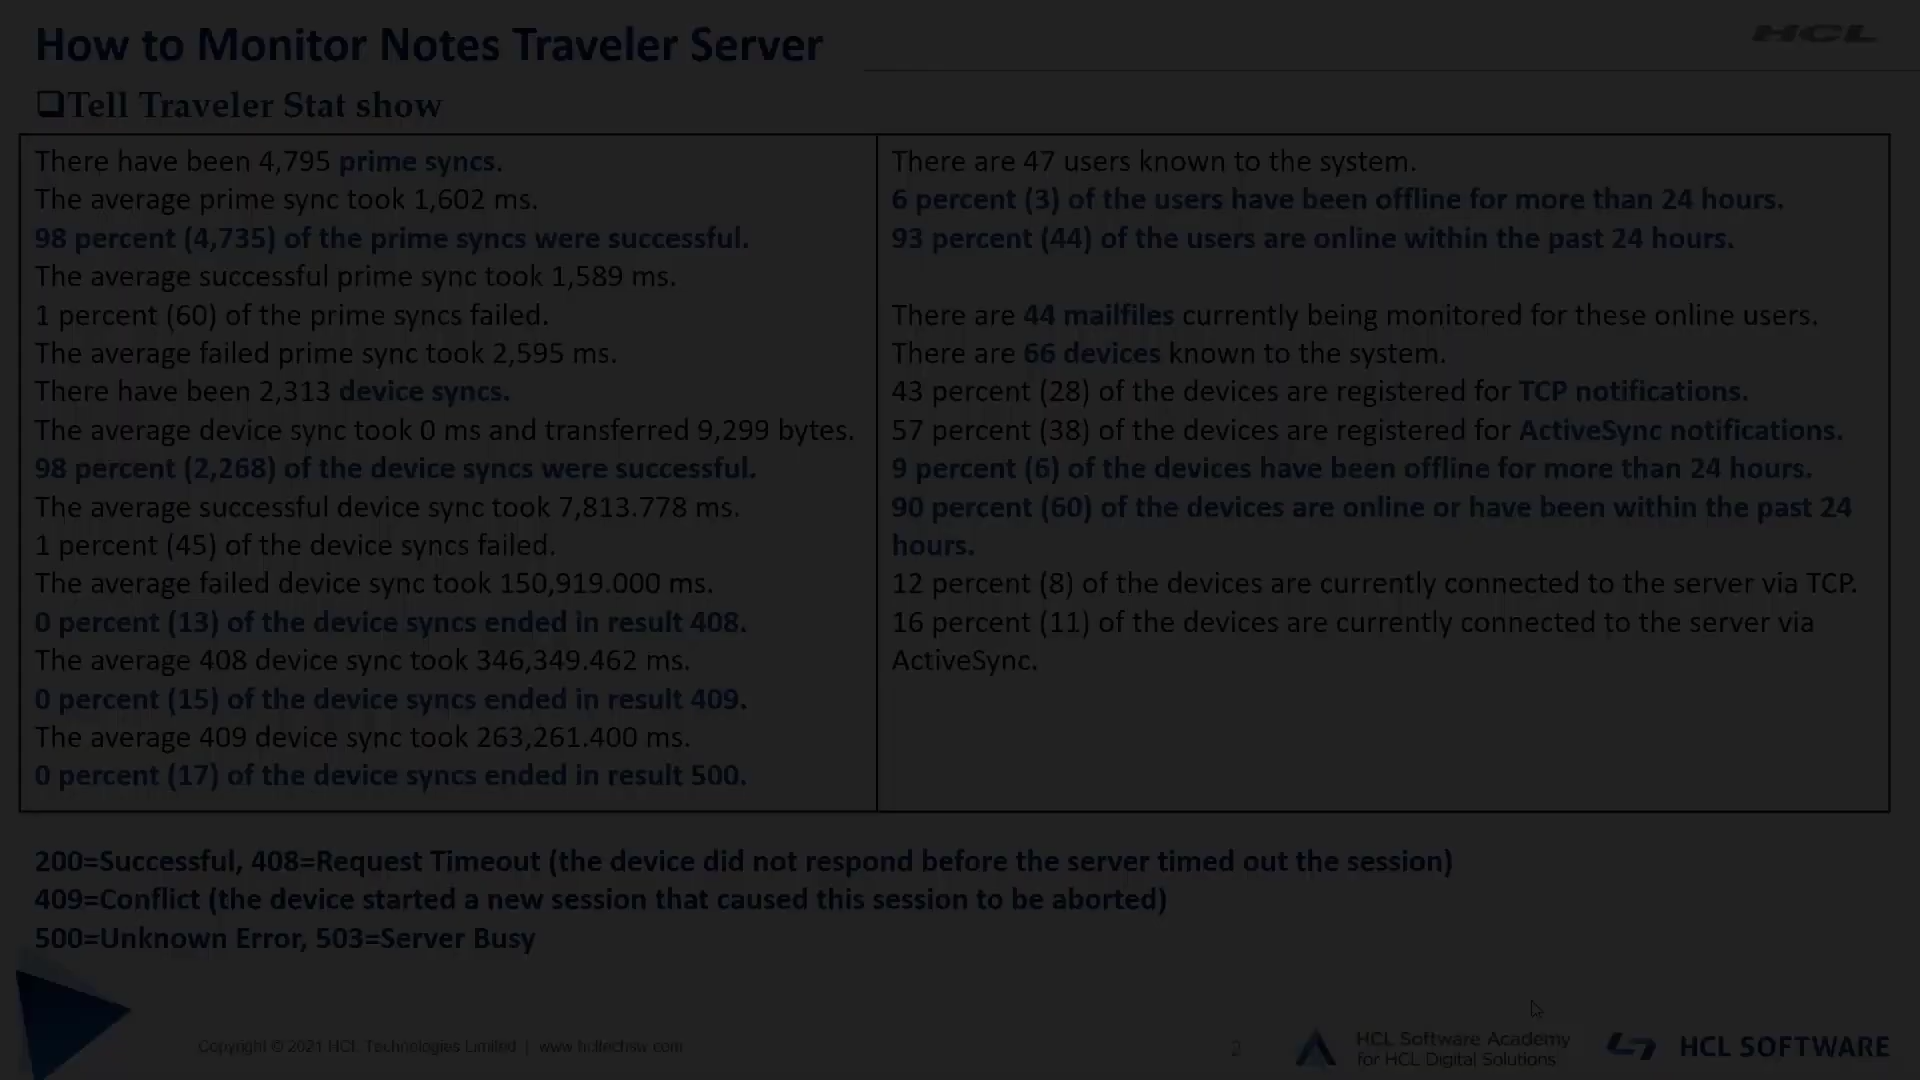 How to Monitor Notes Traveler Server
HCL
❑Tell Traveler Stat show
There have been 4,795 prime syncs.
The average prime sync took 1,602 ms.
98 percent (4,735) of the prime syncs were successful.
The average successful prime sync took 1,589 ms.
1 percent (60) of the prime syncs failed.
The average failed prime sync took 2,595 ms.
There have been 2,313 device syncs.
The average device sync took 0 ms and transferred 9,299 bytes.
98 percent (2,268) of the device syncs were successful.
The average successful device sync took 7,813.778 ms.
1 percent (45) of the device syncs failed.
The average failed device sync took 150,919.000 ms.
0 percent (13) of the device syncs ended in result 408.
The average 408 device sync took 346,349.462 ms.
0 percent (15) of the device syncs ended in result 409.
The average 409 device sync took 263,261.400 ms.
0 percent (17) of the device syncs ended in result 500.
There are 47 users known to the system.
6 percent (3) of the users have been offline for more than 24 hours.
93 percent (44) of the users are online within the past 24 hours.
There are 44 mailfiles currently being monitored for these online users.
There are 66 devices known to the system.
43 percent (28) of the devices are registered for TCP notifications.
57 percent (38) of the devices are registered for ActiveSync notifications.
9 percent (6) of the devices have been offline for more than 24 hours.
90 percent (60) of the devices are online or have been within the past 24
hours.
12 percent (8) of the devices are currently connected to the server via TCP.
16 percent (11) of the devices are currently connected to the server via
ActiveSync.
200=Successful, 408=Request Timeout (the device did not respond before the server timed out the session)
409=Conflict (the device started a new session that caused this session to be aborted)
500=Unknown Error, 503=Server Busy
Copyright © 2021 HCL Technologies Limited | www.hcltechsw.com
2
HCL Software Academy
for HCL Digital Solutions
HCL SOFTWARE